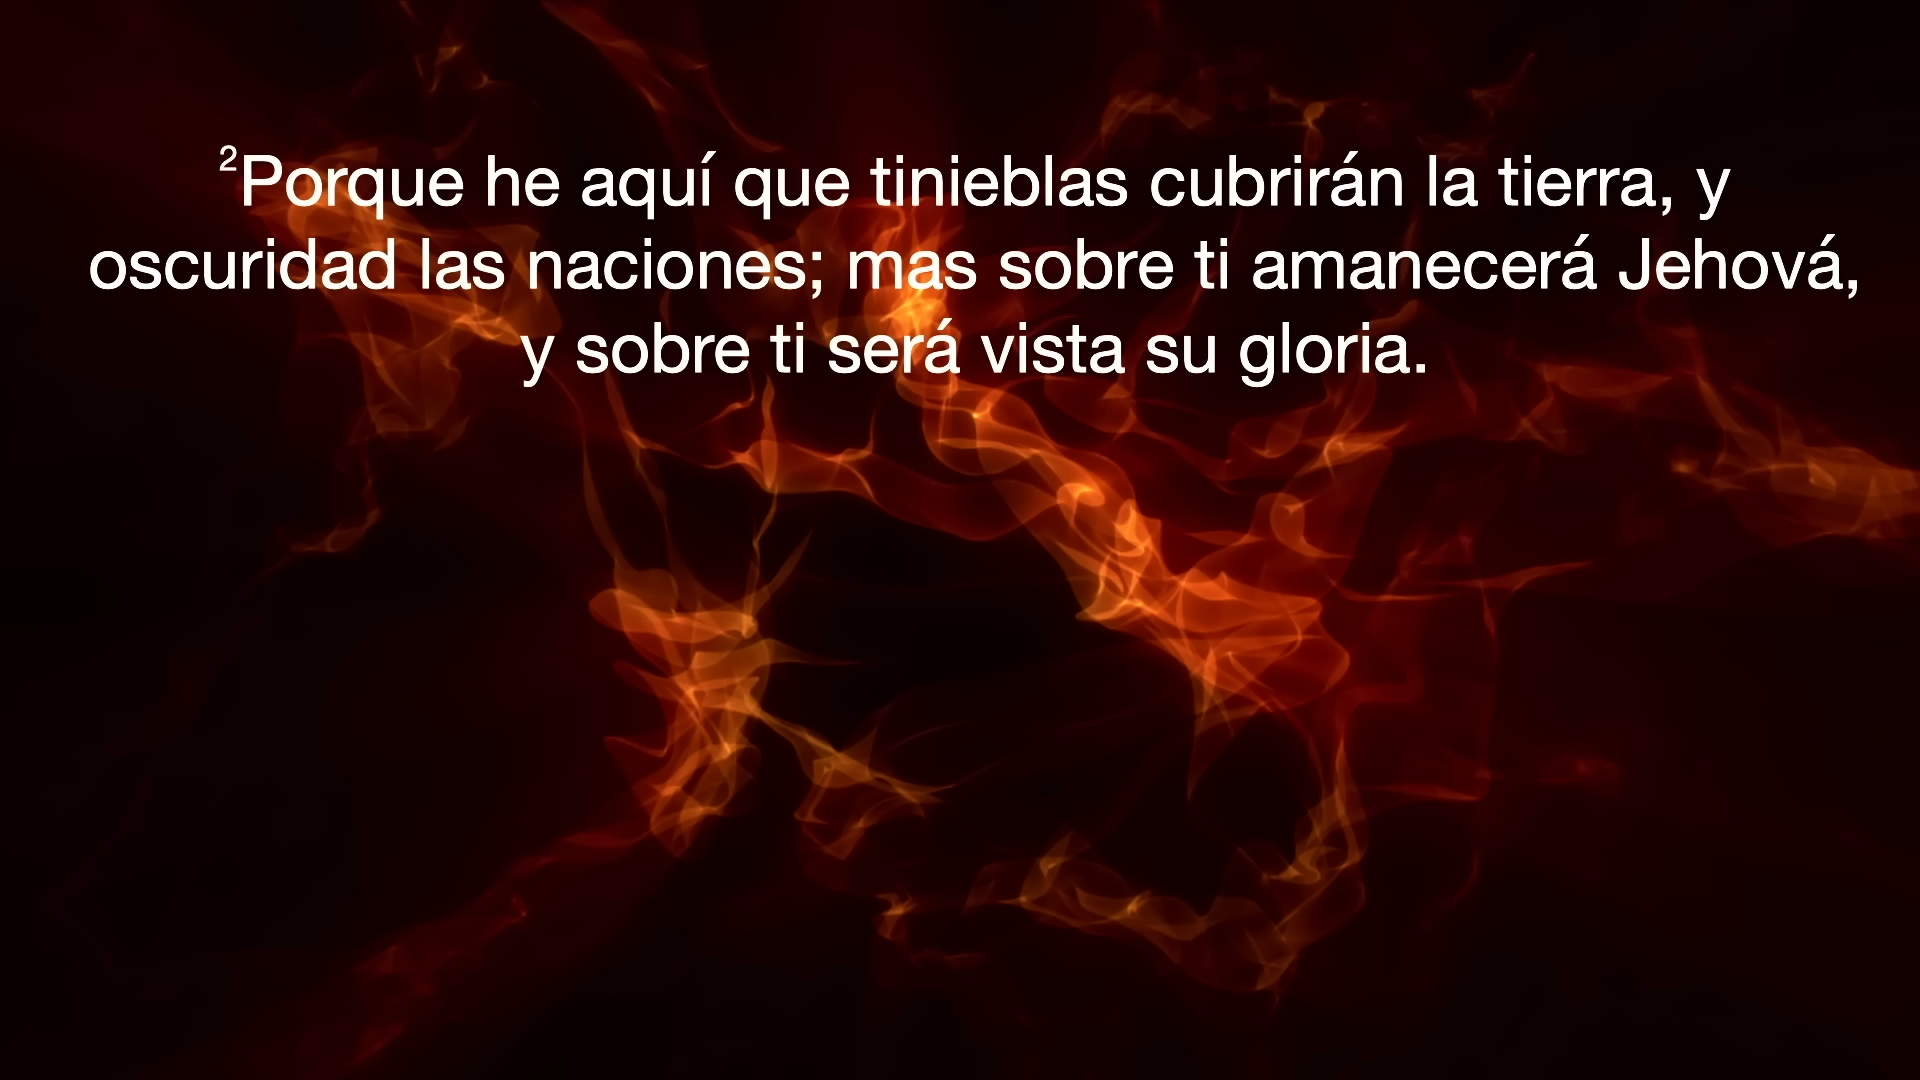 ²Porque he aquí que tinieblas cubrirán la tierra, y
oscuridad las naciones; mas sobre ti amanecerá Jehová,
y sobre ti será vista su gloria.